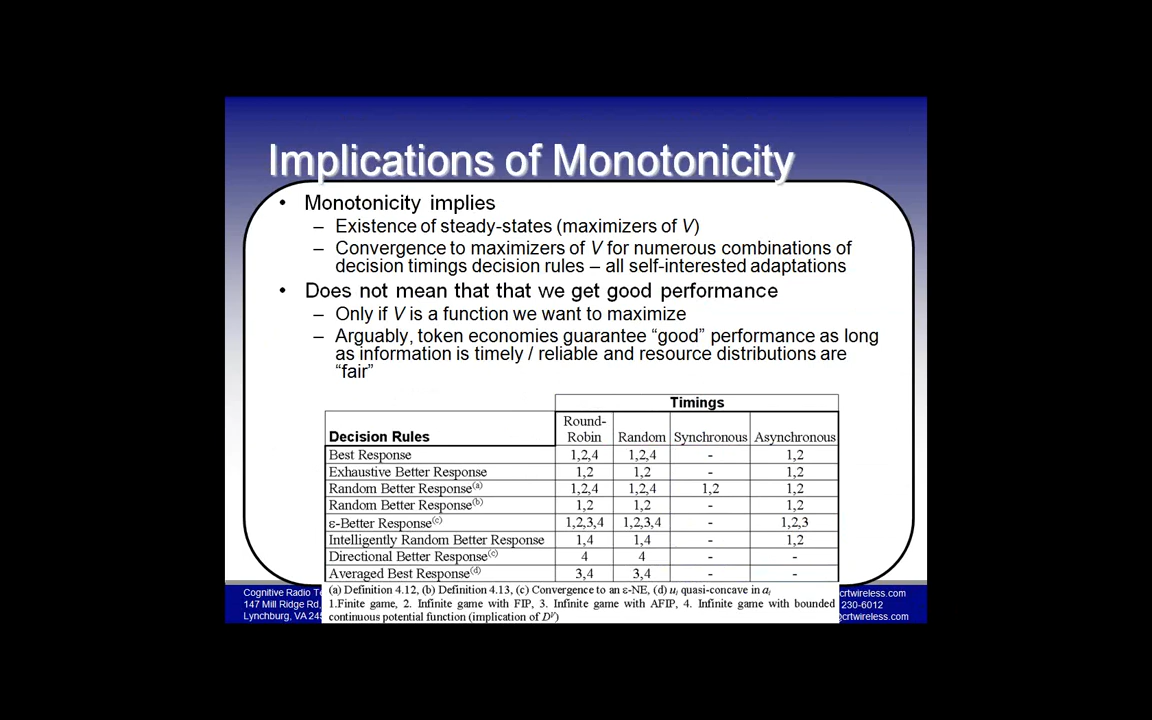 Implications of Monotonicity
• Monotonicity implies
– Existence of steady-states (maximizers of V)
– Convergence to maximizers of V for numerous combinations of
decision timings decision rules – all self-interested adaptations
• Does not mean that that we get good performance
– Only if V is a function we want to maximize
– Arguably, token economies guarantee “good” performance as long
as information is timely / reliable and resource distributions are
“fair”
Timings
Decision Rules Round-Robin Random Synchronous Asynchronous
Best Response 1,2,4 1,2,4 - 1,2
Exhaustive Better Response 1,2 1,2 - 1,2
Random Better Response(a) 1,2,4 1,2,4 1,2 1,2
Random Better Response(b) 1,2 1,2 - 1,2
ε-Better Response(c) 1,2,3,4 1,2,3,4 - 1,2,3
Intelligently Random Better Response 1,4 1,4 - 1,2
Directional Better Response(c) 4 4 - -
Averaged Best Response(d) 3,4 3,4 - -
(a) Definition 4.12, (b) Definition 4.13, (c) Convergence to an ε-NE, (d) ui quasi-concave in ai
1.Finite game, 2. Infinite game with FIP, 3. Infinite game with AFIP, 4. Infinite game with bounded
continuous potential function (implication of DV)
Cognitive Radio Te
147 Mill Ridge Rd,
Lynchburg, VA 245
crtwireless.com
230-6012
@crtwireless.com